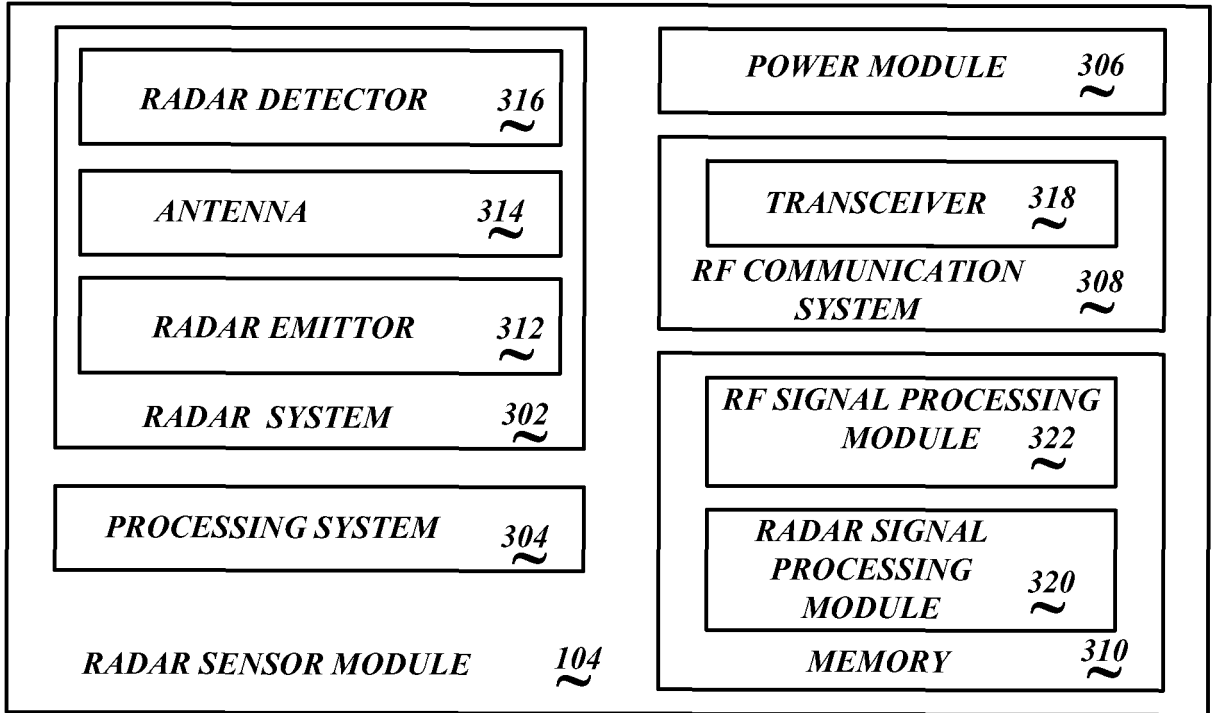 RADAR DETECTOR 316
ANTENNA 314
RADAR EMITTOR 312
RADAR SYSTEM 302
PROCESSING SYSTEM 304
RADAR SENSOR MODULE 104
POWER MODULE 306
TRANSCEIVER 318
RF COMMUNICATION
SYSTEM 308
RF SIGNAL PROCESSING
MODULE 322
RADAR SIGNAL
PROCESSING
MODULE 320
MEMORY 310